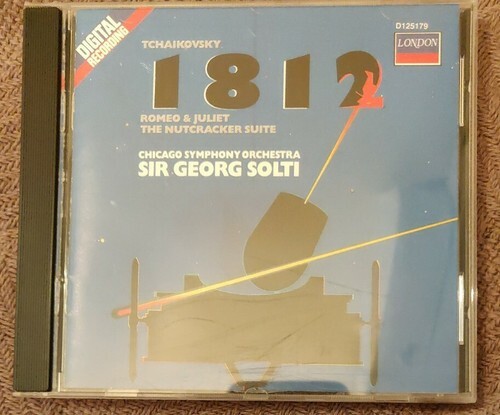 DIGITAL
RECORDING
D125179
LONDON
TCHAIKOVSKY
1812
ROMEO & JULIET
THE NUTCRACKER SUITE
CHICAGO SYMPHONY ORCHESTRA
SIR GEORG SOLTI